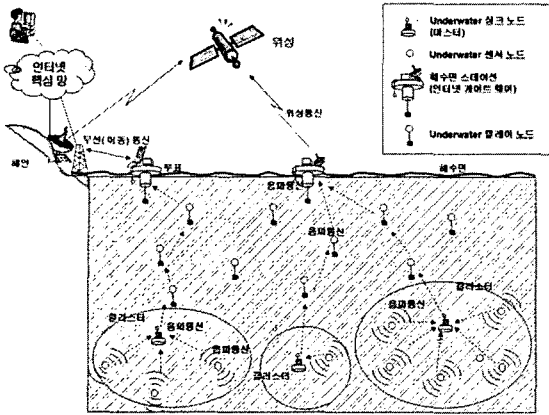 인터넷
핵심 망
위성
위성통신
무선(이동) 통신
해안
부표
해수면
음파통신
음파통신
클러스터
음파통신
음파통신
클러스터
음파통신
클러스터
Underwater 싱크 노드
(마스터)
Underwater 센서 노드
해수면 스테이션
(인터넷 게이트 웨이)
Underwater 릴레이 노드